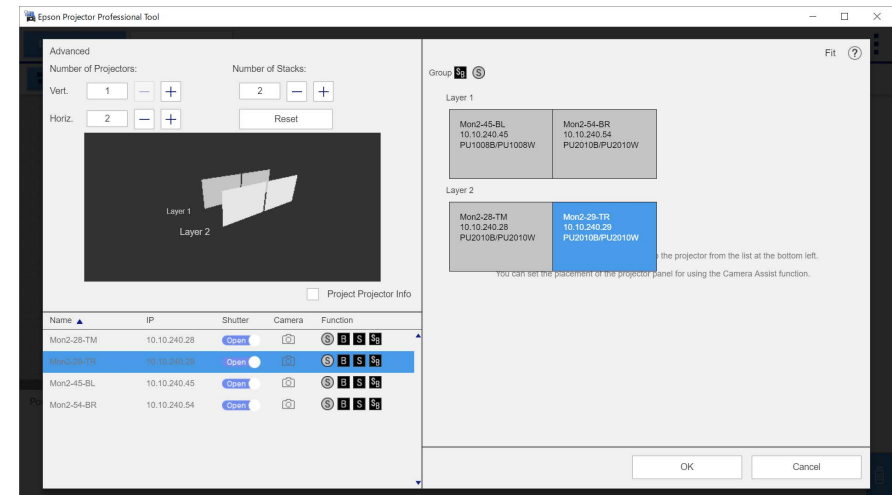 Epson Projector Professional Tool
Advanced
Number of Projectors:
Number of Stacks:
Vert.
1
2
Horiz.
2
Reset
Layer 1
Layer 2
Project Projector Info
Name ▲ IP Shutter Camera Function
Mon2-28-TM 10.10.240.28 Open S B S SB
Mon2-29-TR 10.10.240.29 Open S B S SB
Mon2-45-BL 10.10.240.45 Open S B S SB
Mon2-54-BR 10.10.240.54 Open S B S SB
Fit ?
Group SB S
Layer 1
Mon2-45-BL
10.10.240.45
PU1008B/PU1008W
Mon2-54-BR
10.10.240.54
PU2010B/PU2010W
Layer 2
Mon2-28-TM
10.10.240.28
PU2010B/PU2010W
Mon2-29-TR
10.10.240.29
PU2010B/PU2010W
the projector from the list at the bottom left.
You can set the placement of the projector panel for using the Camera Assist function.
OK
Cancel